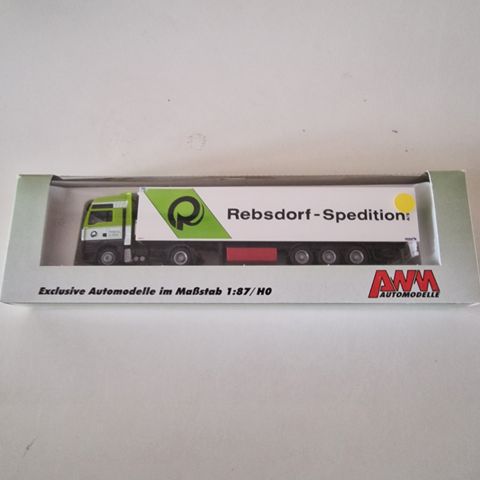 Rebsdorf-Spedition
Exclusive Automodelle im Maßstab 1:87/H0
AWM
AUTOMODELLE